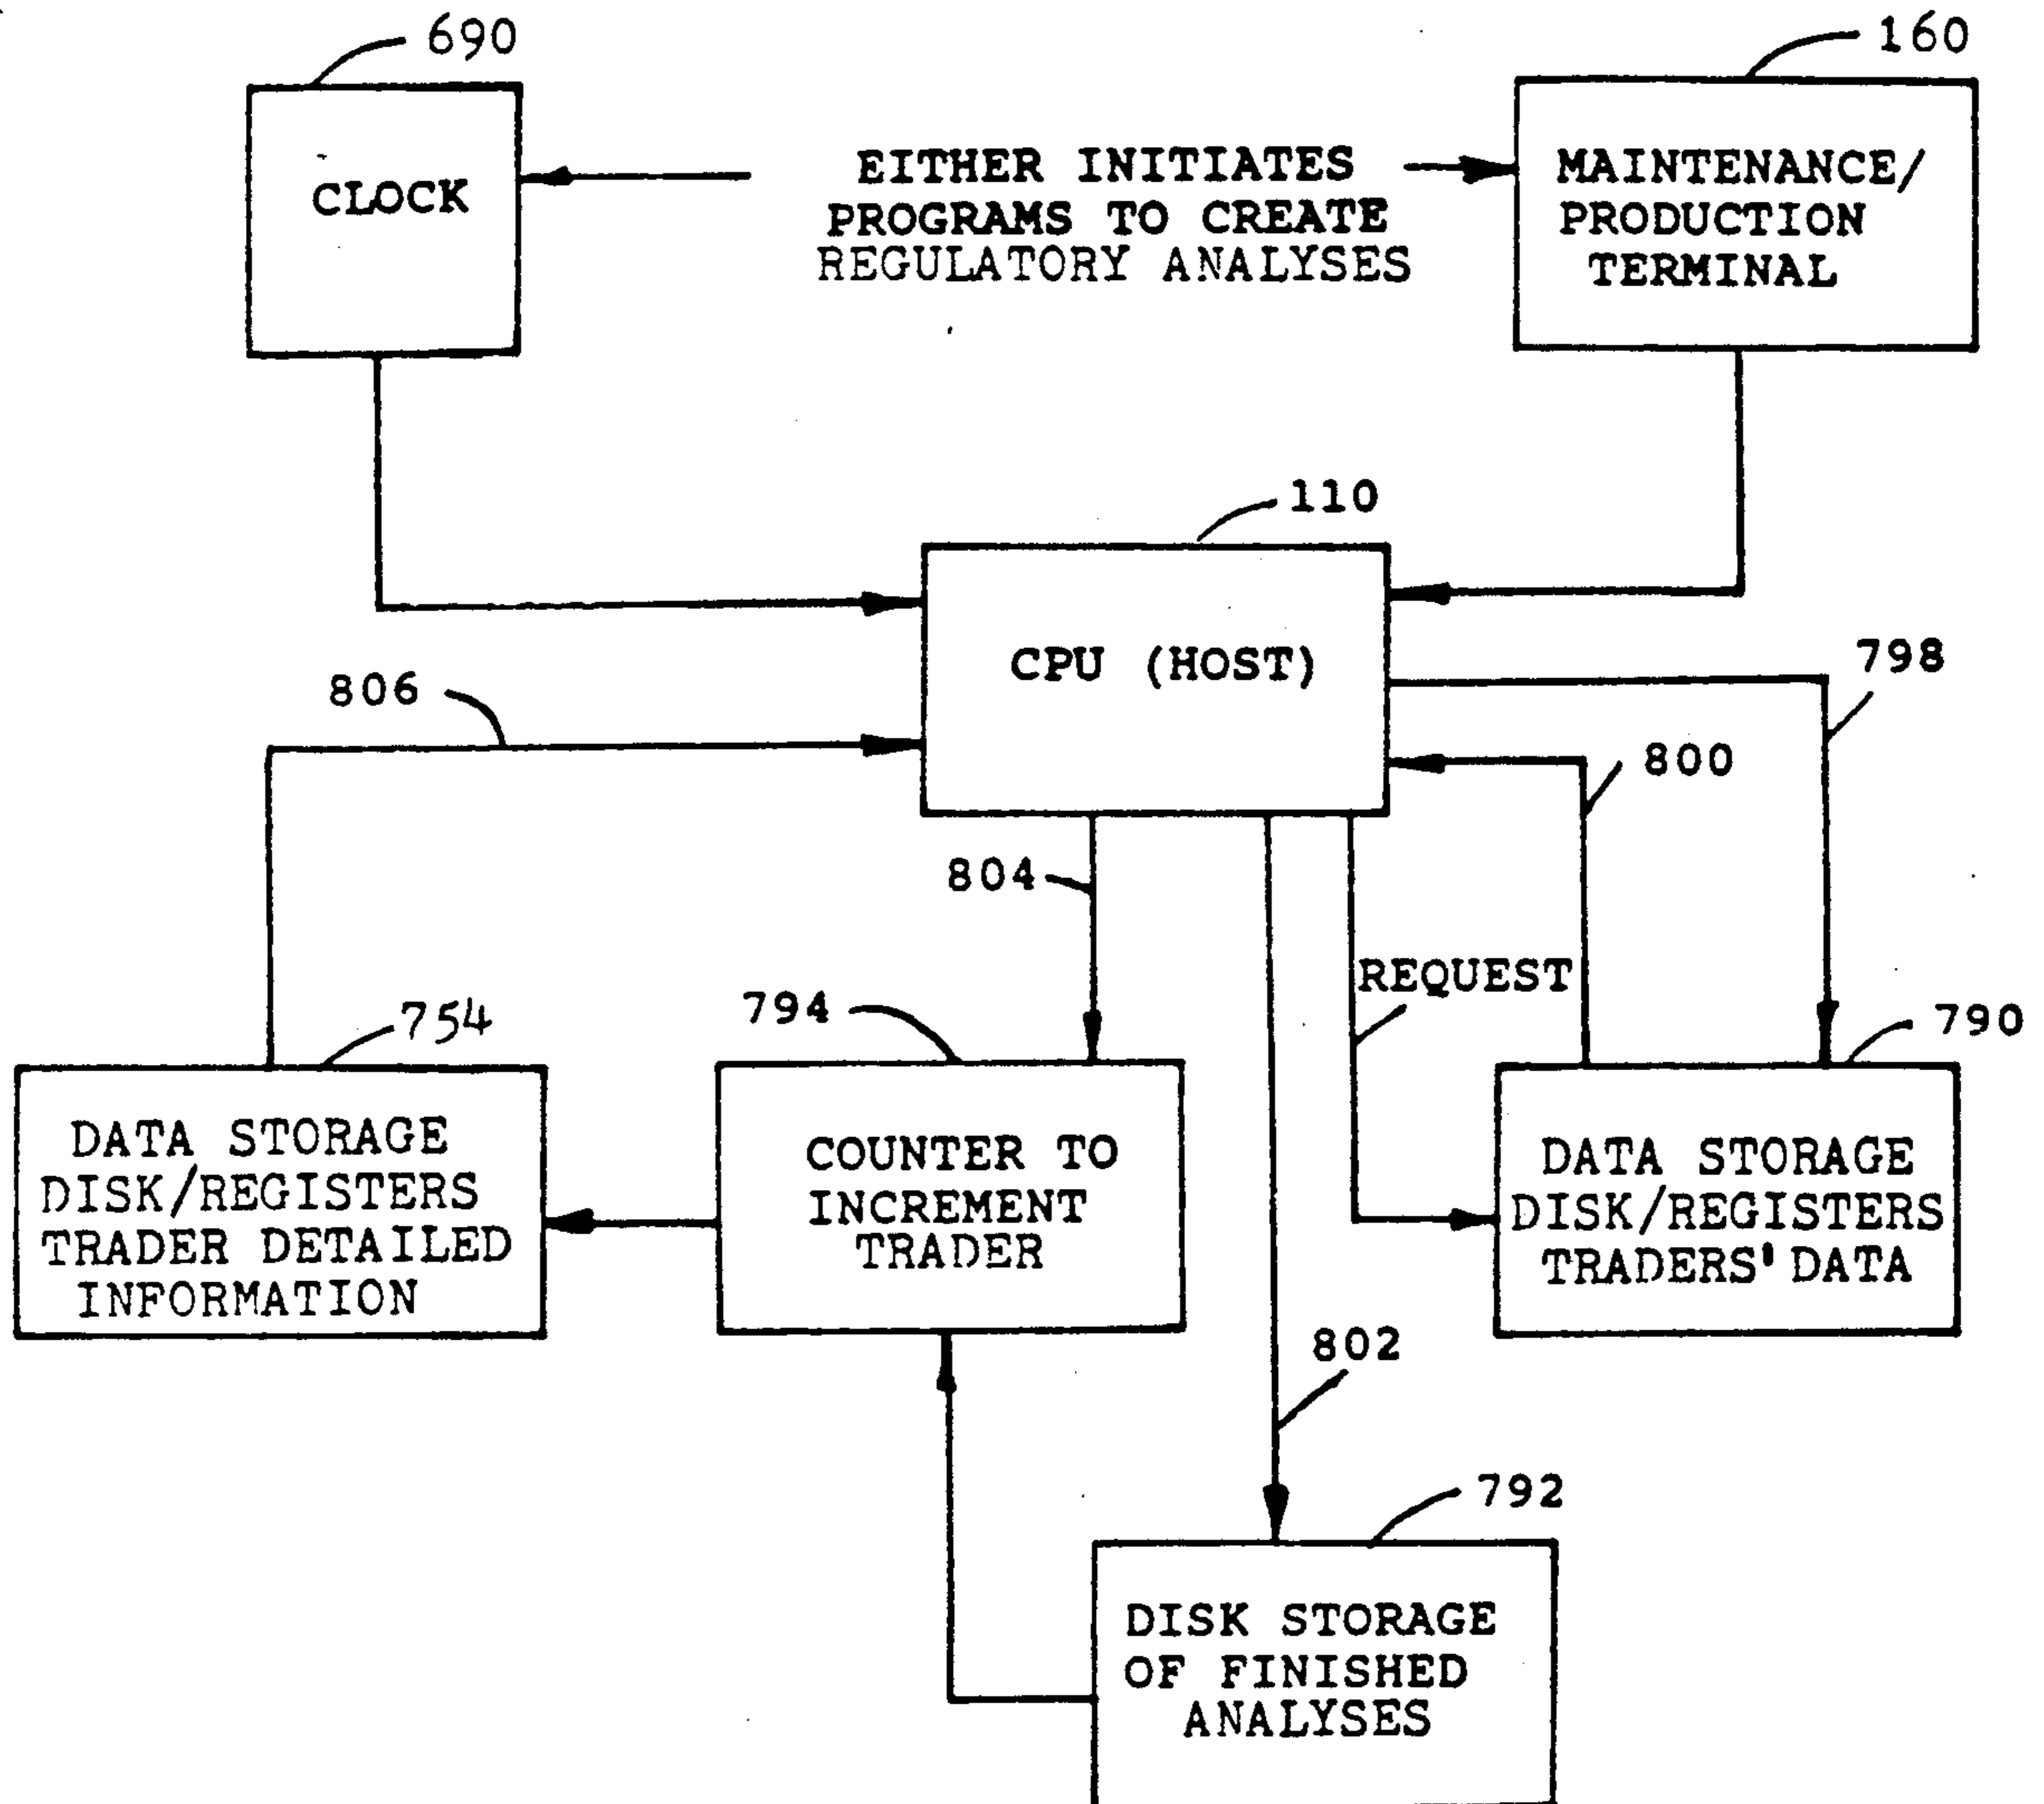 690
160
CLOCK
EITHER INITIATES
PROGRAMS TO CREATE
REGULATORY ANALYSES
MAINTENANCE/
PRODUCTION
TERMINAL
110
CPU (HOST)
798
806
800
804
REQUEST
794
754
790
DATA STORAGE
DISK/REGISTERS
TRADER DETAILED
INFORMATION
COUNTER TO
INCREMENT
TRADER
DATA STORAGE
DISK/REGISTERS
TRADERS' DATA
802
792
DISK STORAGE
OF FINISHED
ANALYSES